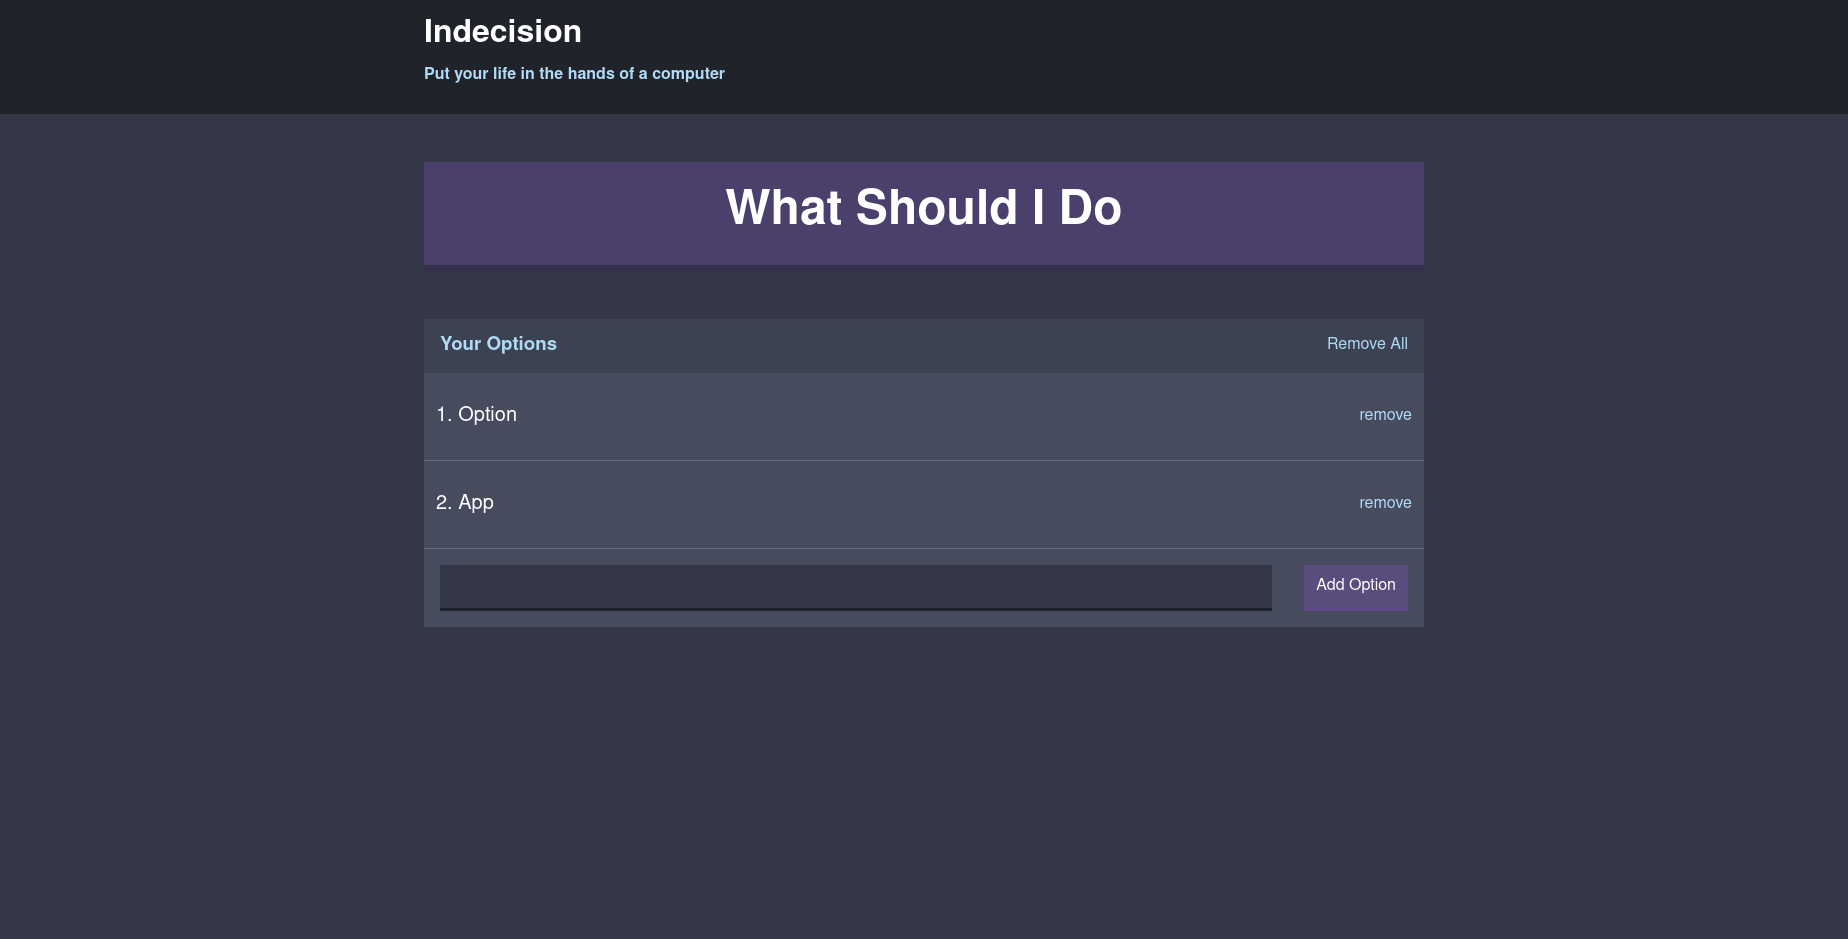 Indecision
Put your life in the hands of a computer
What Should I Do
Your Options
Remove All
1. Option
remove
2. App
remove
Add Option